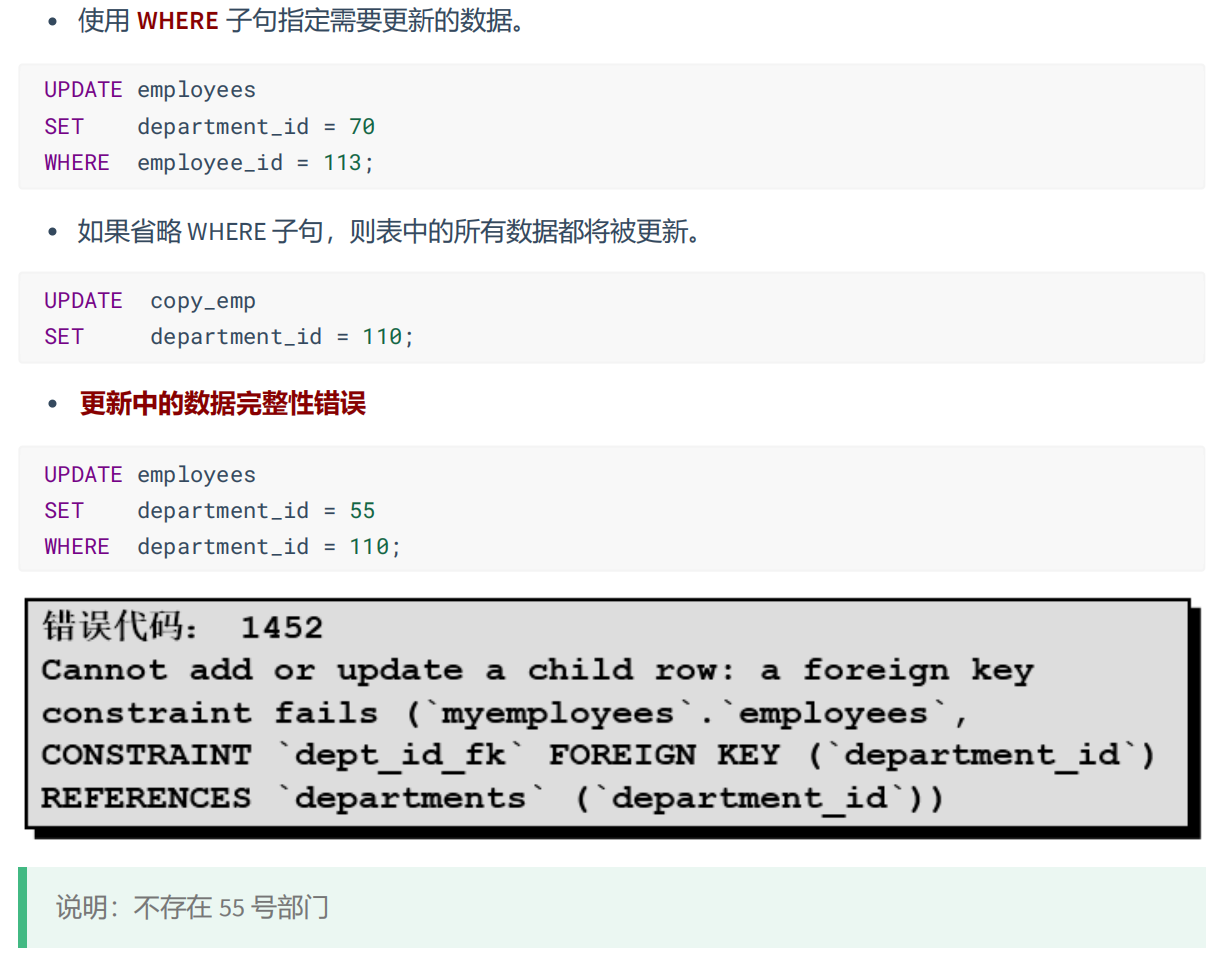 • 使用 WHERE 子句指定需要更新的数据。
UPDATE employees
SET    department_id = 70
WHERE  employee_id = 113;
• 如果省略 WHERE 子句，则表中的所有数据都将被更新。
UPDATE  copy_emp
SET     department_id = 110;
• 更新中的数据完整性错误
UPDATE employees
SET    department_id = 55
WHERE  department_id = 110;
错误代码： 1452
Cannot add or update a child row: a foreign key
constraint fails (`myemployees`.`employees`,
CONSTRAINT `dept_id_fk` FOREIGN KEY (`department_id`)
REFERENCES `departments` (`department_id`))
说明：不存在 55 号部门